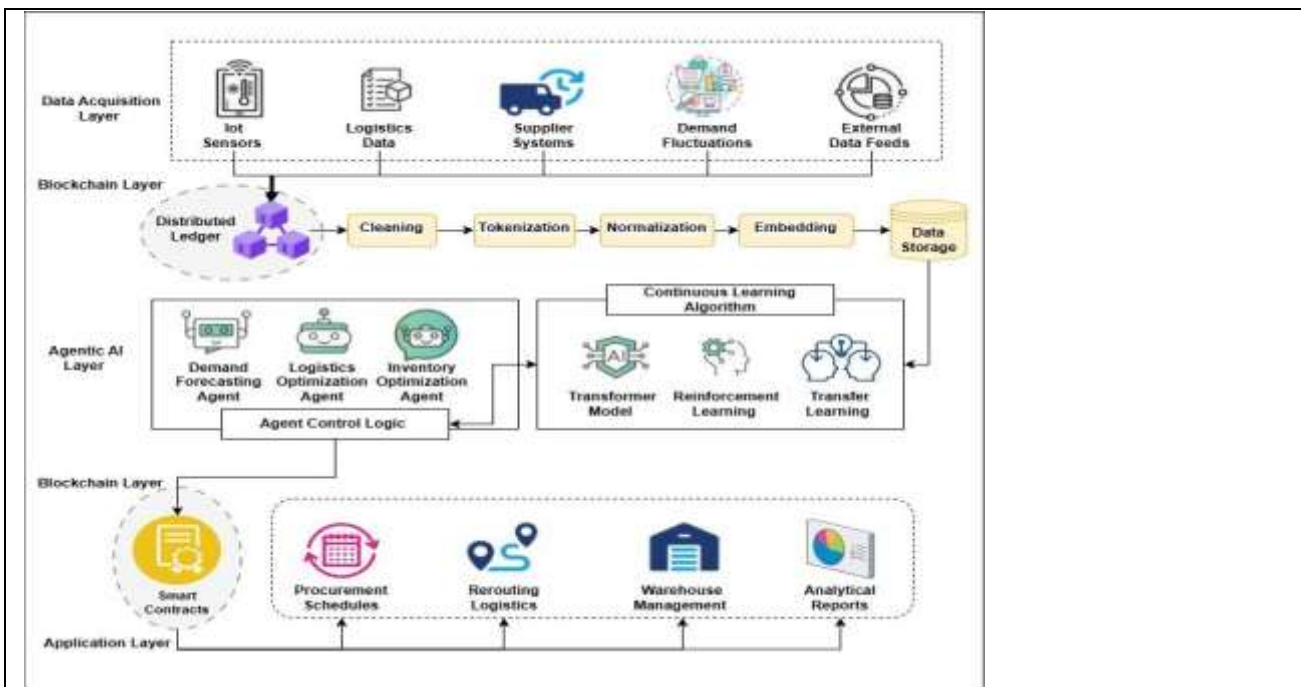 Data Acquisition
Layer
Iot
Sensors
Logistics
Data
Supplier
Systems
Demand
Fluctuations
External
Data Feeds
Blockchain Layer
Distributed
Ledger
Cleaning
Tokenization
Normalization
Embedding
Data
Storage
Agentic AI
Layer
Demand
Forecasting
Agent
Logistics
Optimization
Agent
Inventory
Optimization
Agent
Agent Control Logic
Continuous Learning
Algorithm
AI
Transformer
Model
Reinforcement
Learning
Transfer
Learning
Blockchain Layer
Smart
Contracts
Procurement
Schedules
Rerouting
Logistics
Warehouse
Management
Analytical
Reports
Application Layer